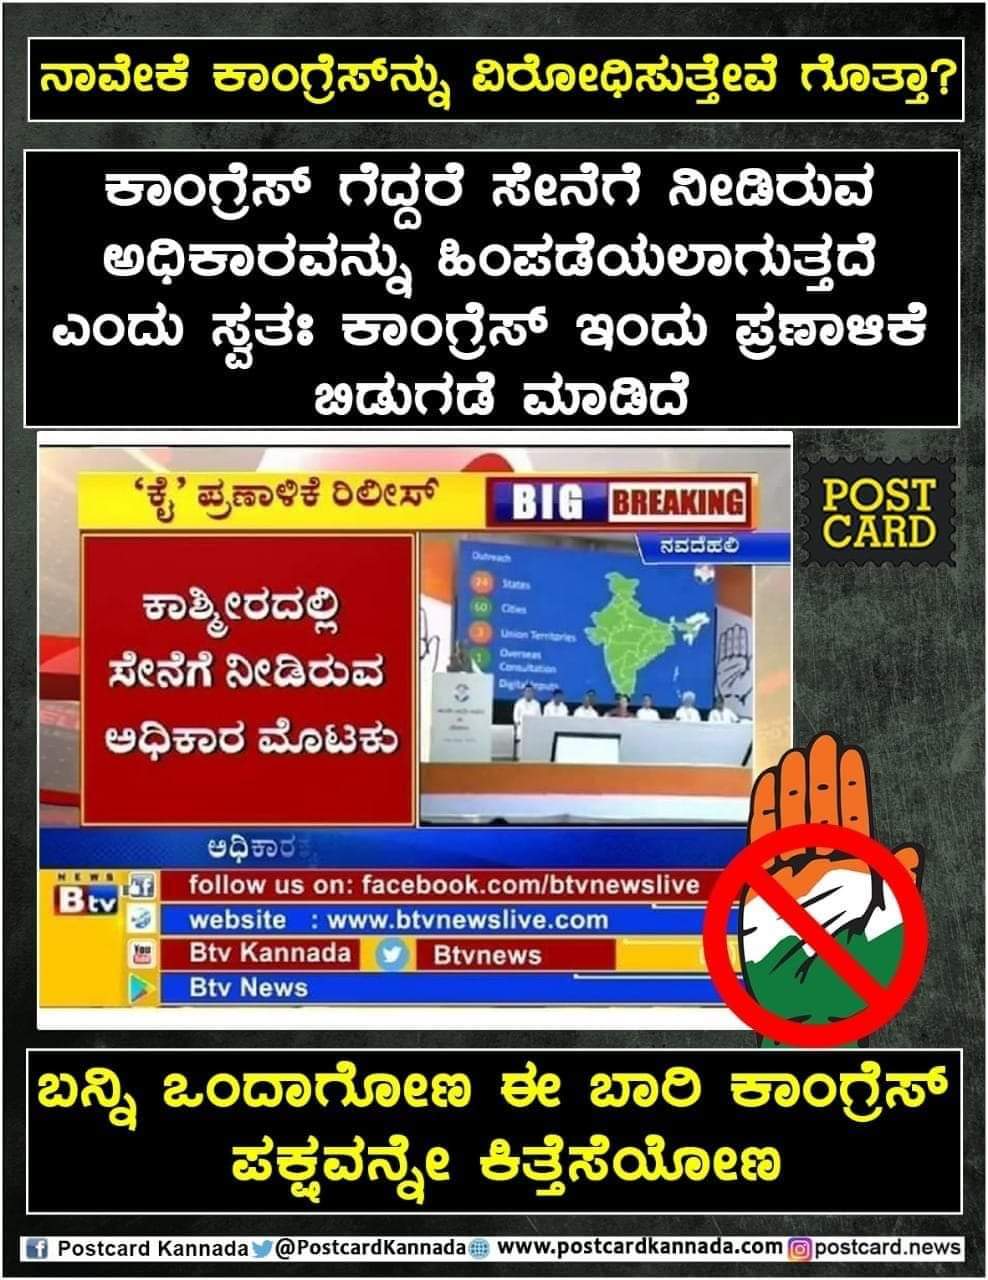 ನಾವೇಕೆ ಕಾಂಗ್ರೆಸ್‌ನ್ನು ವಿರೋಧಿಸುತ್ತೇವೆ ಗೊತ್ತಾ?
ಕಾಂಗ್ರೆಸ್ ಗೆದ್ದರೆ ಸೇನೆಗೆ ನೀಡಿರುವ
ಅಧಿಕಾರವನ್ನು ಹಿಂಪಡೆಯಲಾಗುತ್ತದೆ
ಎಂದು ಸ್ವತಃ ಕಾಂಗ್ರೆಸ್ ಇಂದು ಪ್ರಣಾಳಿಕೆ
ಬಿಡುಗಡೆ ಮಾಡಿದೆ
'ಕೈ' ಪ್ರಣಾಳಿಕೆ ರಿಲೀಸ್
BIG BREAKING
ನವದೆಹಲಿ
POST
CARD
ಕಾಶ್ಮೀರದಲ್ಲಿ
ಸೇನೆಗೆ ನೀಡಿರುವ
ಅಧಿಕಾರ ಮೊಟಕು
Outreach
24 States
60 Cities
3 Union Territories
Overseas
Consultation
Digital Inputs
ಅಧಿಕಾರ
NEWS
Btv
follow us on: facebook.com/btvnewslive
website : www.btvnewslive.com
You
Btv Kannada Btvnews
Btv News
ಬನ್ನಿ ಒಂದಾಗೋಣ ಈ ಬಾರಿ ಕಾಂಗ್ರೆಸ್
ಪಕ್ಷವನ್ನೇ ಕಿತ್ತೆಸೆಯೋಣ
Postcard Kannada @PostcardKannada www.postcardkannada.com postcard.news